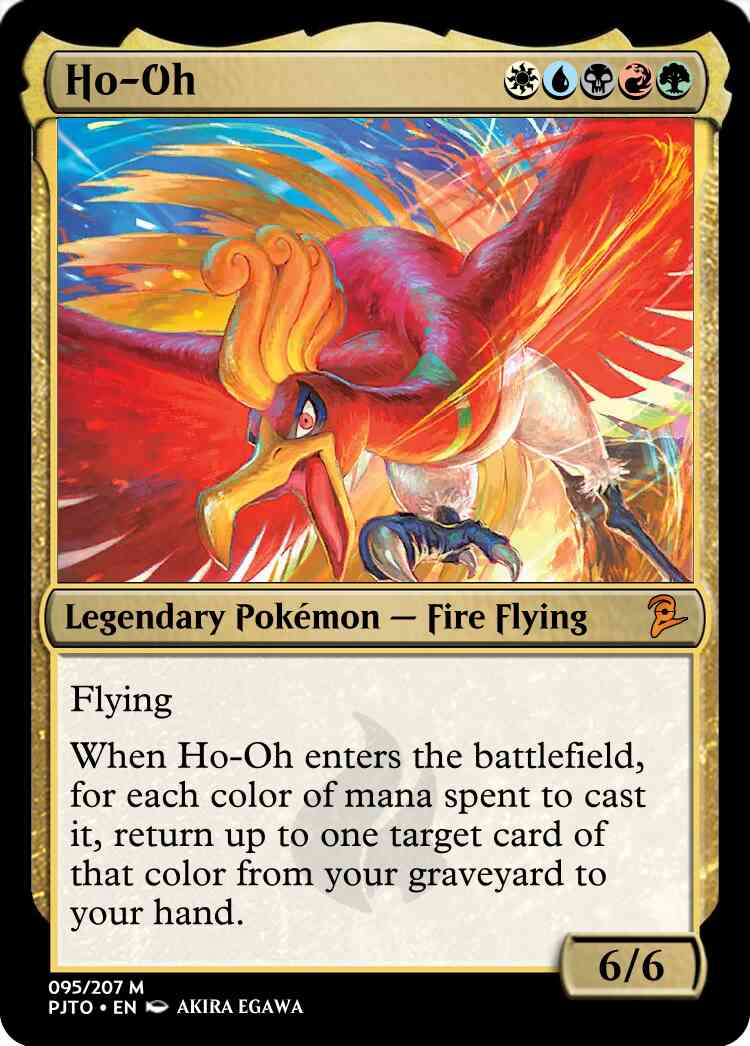 Ho-Oh
Legendary Pokémon — Fire Flying
Flying
When Ho-Oh enters the battlefield,
for each color of mana spent to cast
it, return up to one target card of
that color from your graveyard to
your hand.
6/6
095/207 M
PJTO • EN AKIRA EGAWA